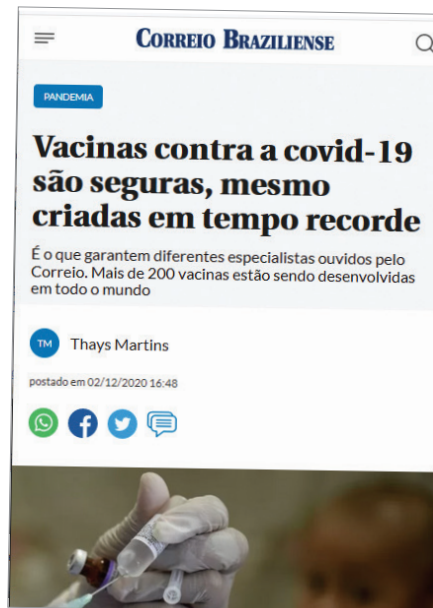 CORREIO BRAZILIENSE
PANDEMIA
Vacinas contra a covid-19
são seguras, mesmo
criadas em tempo recorde
É o que garantem diferentes especialistas ouvidos pelo
Correio. Mais de 200 vacinas estão sendo desenvolvidas
em todo o mundo
TM Thays Martins
postado em 02/12/2020 16:48